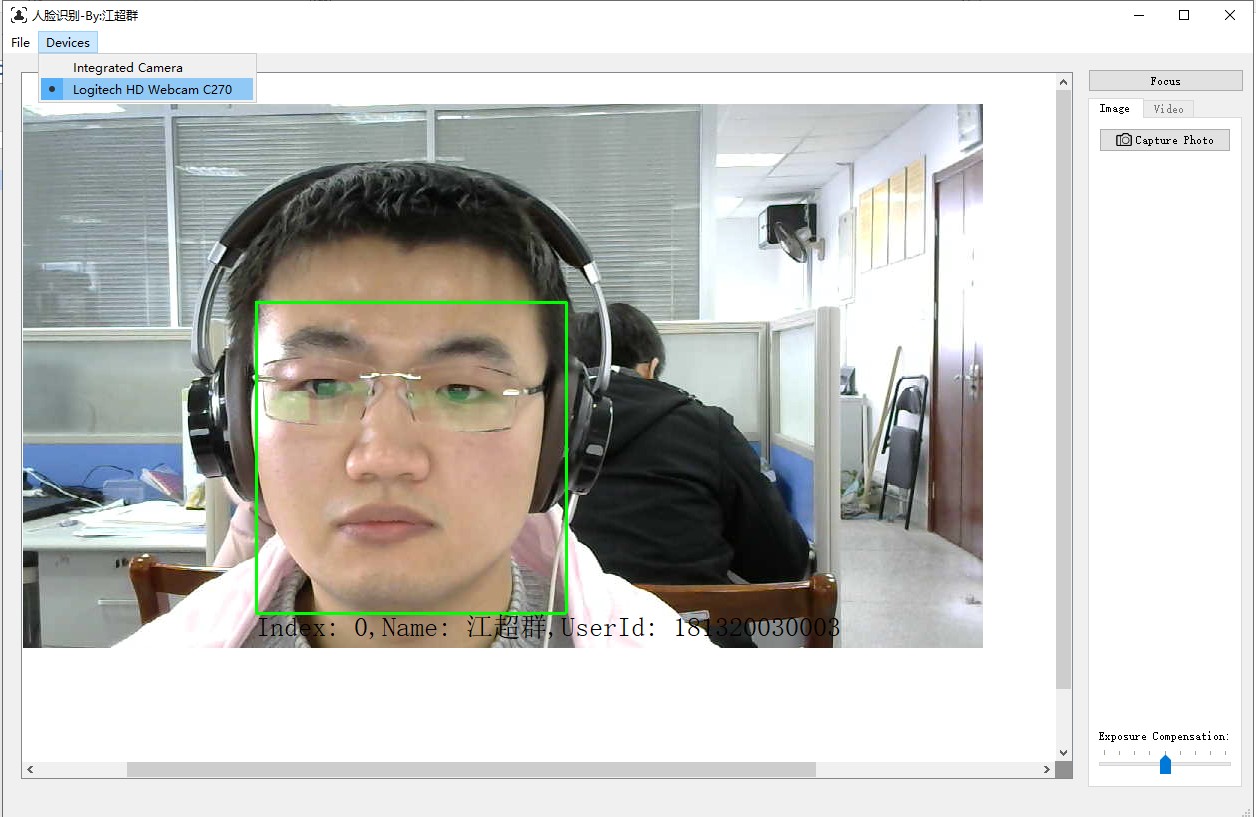 人脸识别-By:江超群
File Devices
Integrated Camera
Logitech HD Webcam C270
Focus
Image Video
Capture Photo
Index: 0,Name: 江超群,UserId: 181320030003
Exposure Compensation: